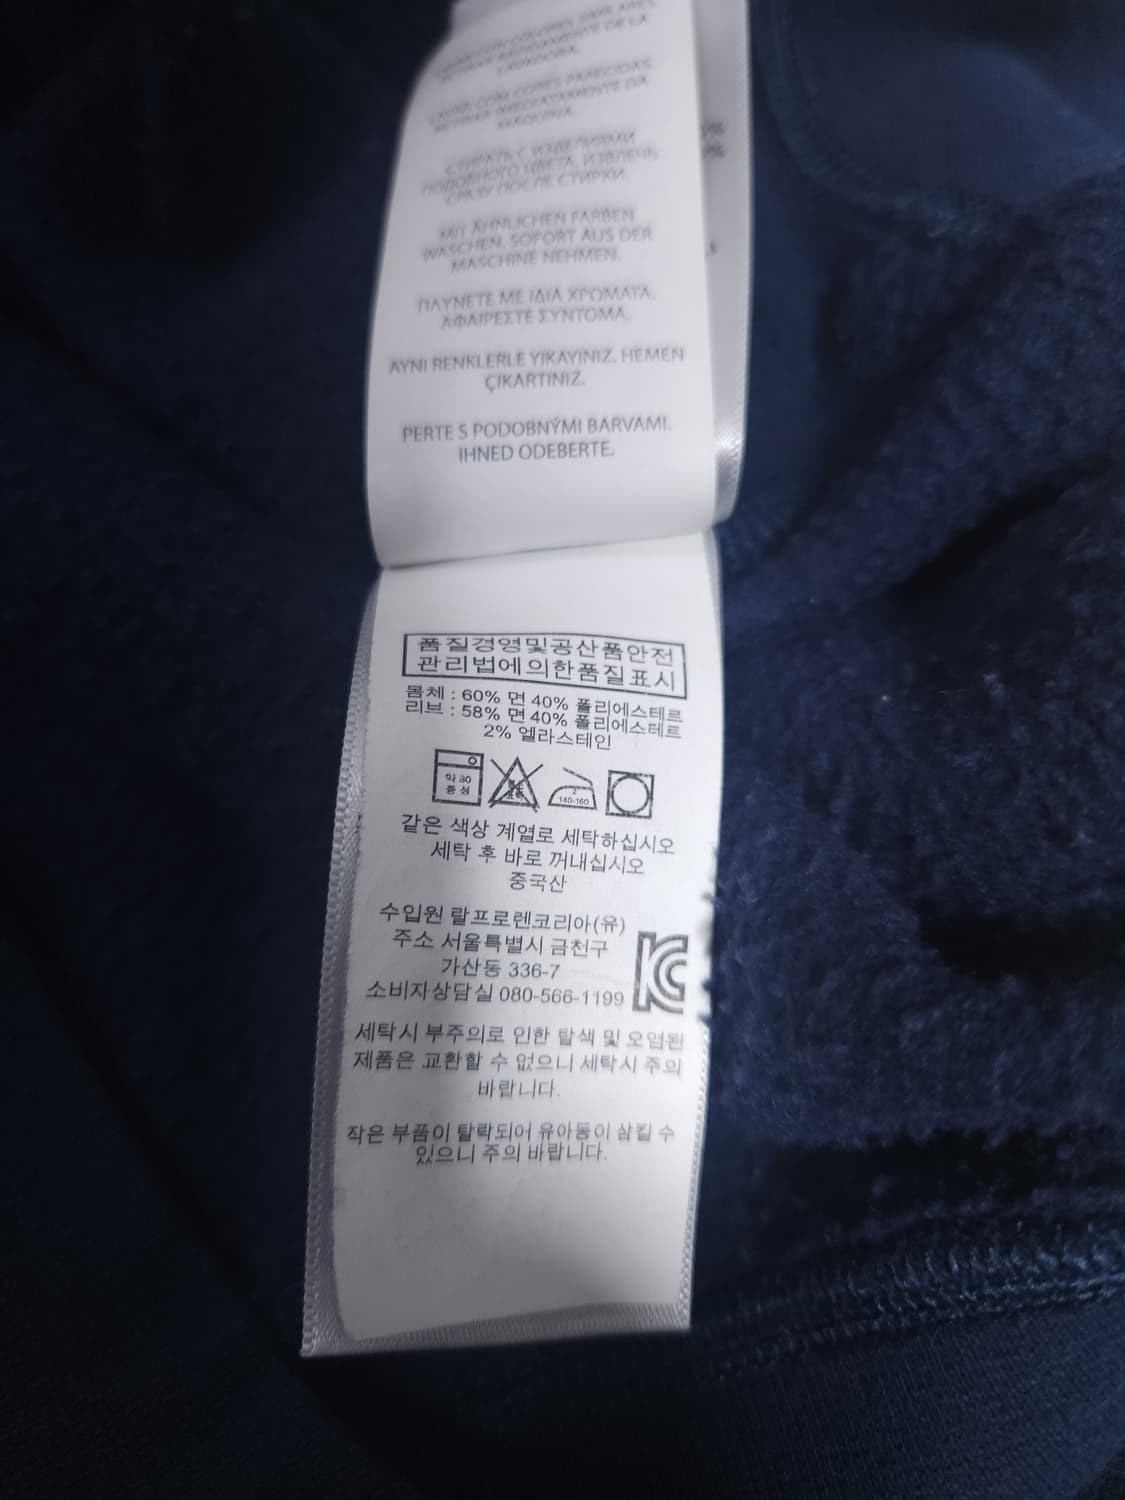 LAVADORA.
LAVAR COM CORES PARECIDAS.
RETIRAR IMEDIATAMENTE DA
MÁQUINA.
СТИРАТЬ С ИЗДЕЛИЯМИ
ПОДОБНОГО ЦВЕТА, ИЗВЛЕЧЬ
СРАЗУ ПОСЛЕ СТИРКИ.
MIT ÄHNLICHEN FARBEN
WASCHEN. SOFORT AUS DER
MASCHINE NEHMEN.
ΠΛΥΝΕΤΕ ΜΕ ΙΔΙΑ ΧΡΩΜΑΤΑ.
ΑΦΑΙΡΕΣΤΕ ΣΥΝΤΟΜΑ.
AYNI RENKLERLE YIKAYINIZ. HEMEN
ÇIKARTINIZ.
PERTE S PODOBNÝMI BARVAMI.
IHNED ODEBERTE.
품질경영및공산품안전
관리법에의한품질표시
몸체 : 60% 면 40% 폴리에스테르
리브 : 58% 면 40% 폴리에스테르
2% 엘라스테인
약 30
중성
140-160
같은 색상 계열로 세탁하십시오
세탁 후 바로 꺼내십시오
중국산
수입원 랄프로렌코리아(유)
주소 서울특별시 금천구
가산동 336-7
소비자상담실 080-566-1199
세탁시 부주의로 인한 탈색 및 오염된
제품은 교환할 수 없으니 세탁시 주의
바랍니다.
작은 부품이 탈락되어 유아동이 삼킬 수
있으니 주의 바랍니다.